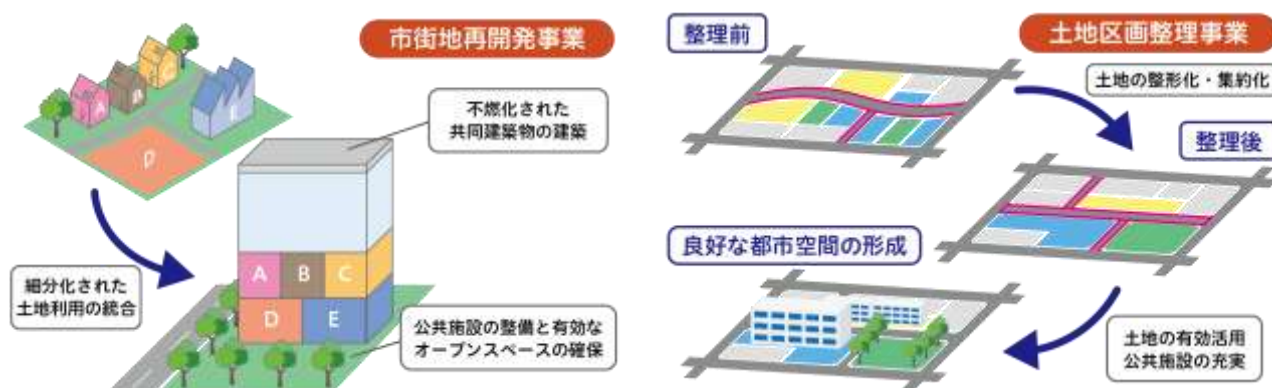 市街地再開発事業
A
B
E
D
不燃化された
共同建築物の建築
細分化された
土地利用の統合
A
B
C
D
E
公共施設の整備と有効な
オープンスペースの確保
整理前
土地区画整理事業
土地の整形化・集約化
整理後
良好な都市空間の形成
土地の有効活用
公共施設の充実